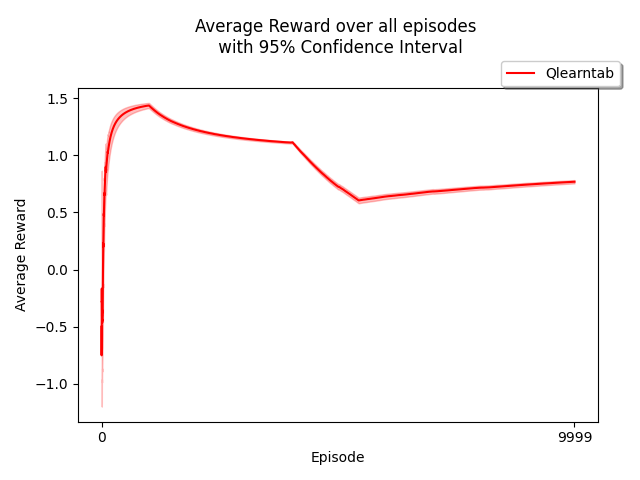 Average Reward over all episodes
with 95% Confidence Interval
Qlearntab
1.5
1.0
0.5
0.0
−0.5
−1.0
Average Reward
0
9999
Episode